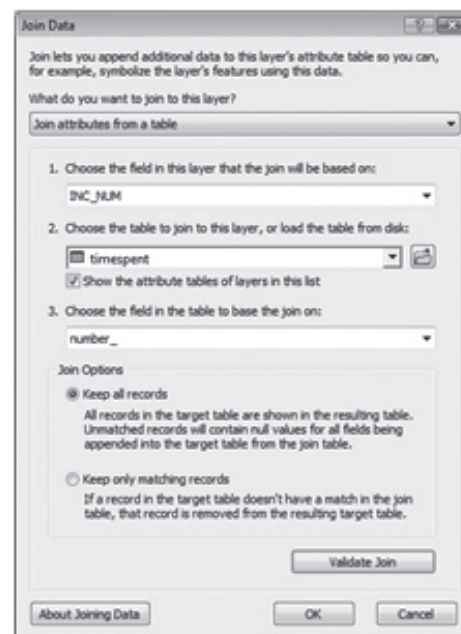 Join Data
Join lets you append additional data to this layer's attribute table so you can,
for example, symbolize the layer's features using this data.
What do you want to join to this layer?
Join attributes from a table
1. Choose the field in this layer that the join will be based on:
INC_NUM
2. Choose the table to join to this layer, or load the table from disk:
timespent
Show the attribute tables of layers in this list
3. Choose the field in the table to base the join on:
number_
Join Options
Keep all records
All records in the target table are shown in the resulting table.
Unmatched records will contain null values for all fields being
appended into the target table from the join table.
Keep only matching records
If a record in the target table doesn't have a match in the join
table, that record is removed from the resulting target table.
Validate Join
About Joining Data
OK
Cancel